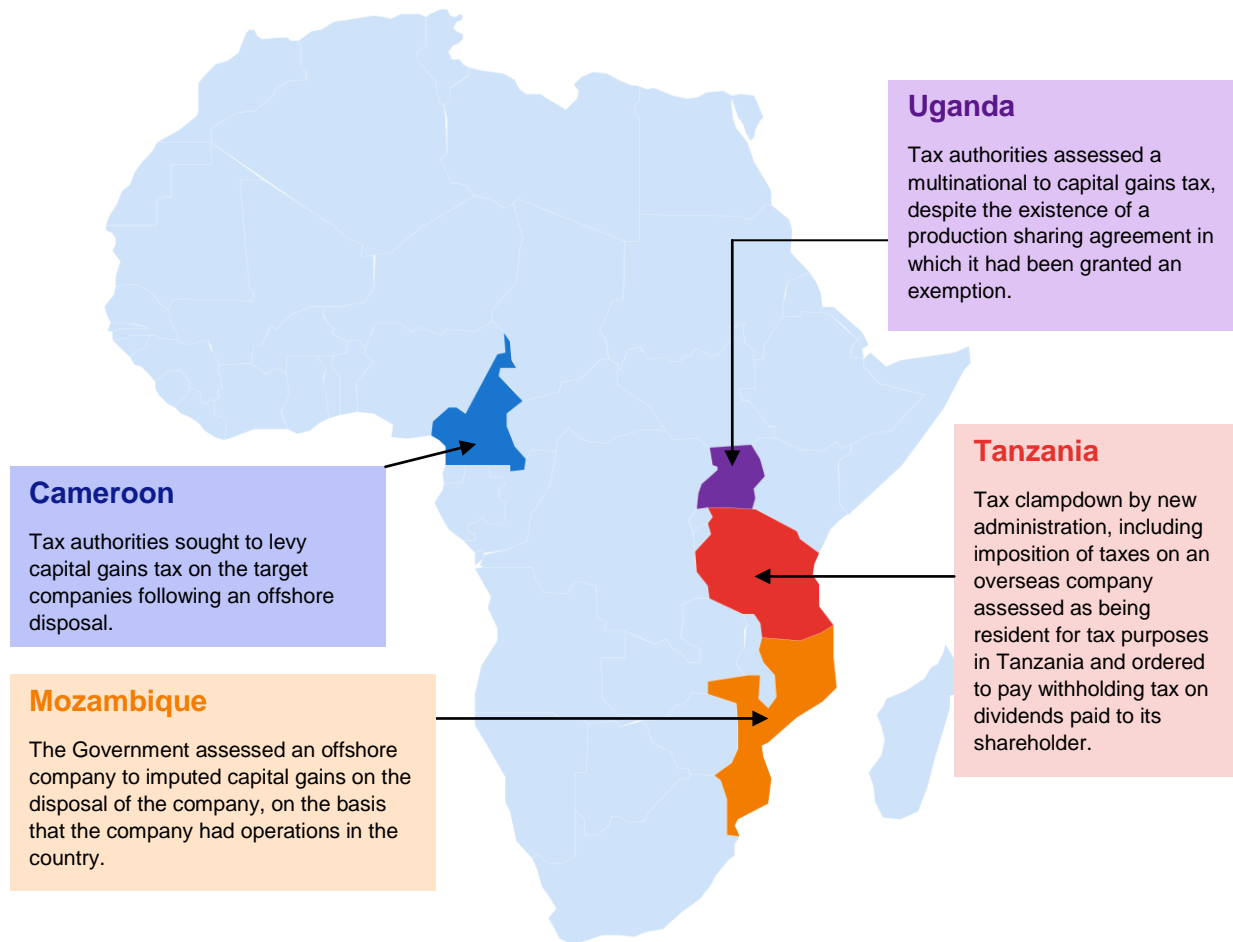 Uganda
Tax authorities assessed a
multinational to capital gains tax,
despite the existence of a
production sharing agreement in
which it had been granted an
exemption.
Tanzania
Tax clampdown by new
administration, including
imposition of taxes on an
overseas company
assessed as being
resident for tax purposes
in Tanzania and ordered
to pay withholding tax on
dividends paid to its
shareholder.
Cameroon
Tax authorities sought to levy
capital gains tax on the target
companies following an offshore
disposal.
Mozambique
The Government assessed an offshore
company to imputed capital gains on the
disposal of the company, on the basis
that the company had operations in the
country.